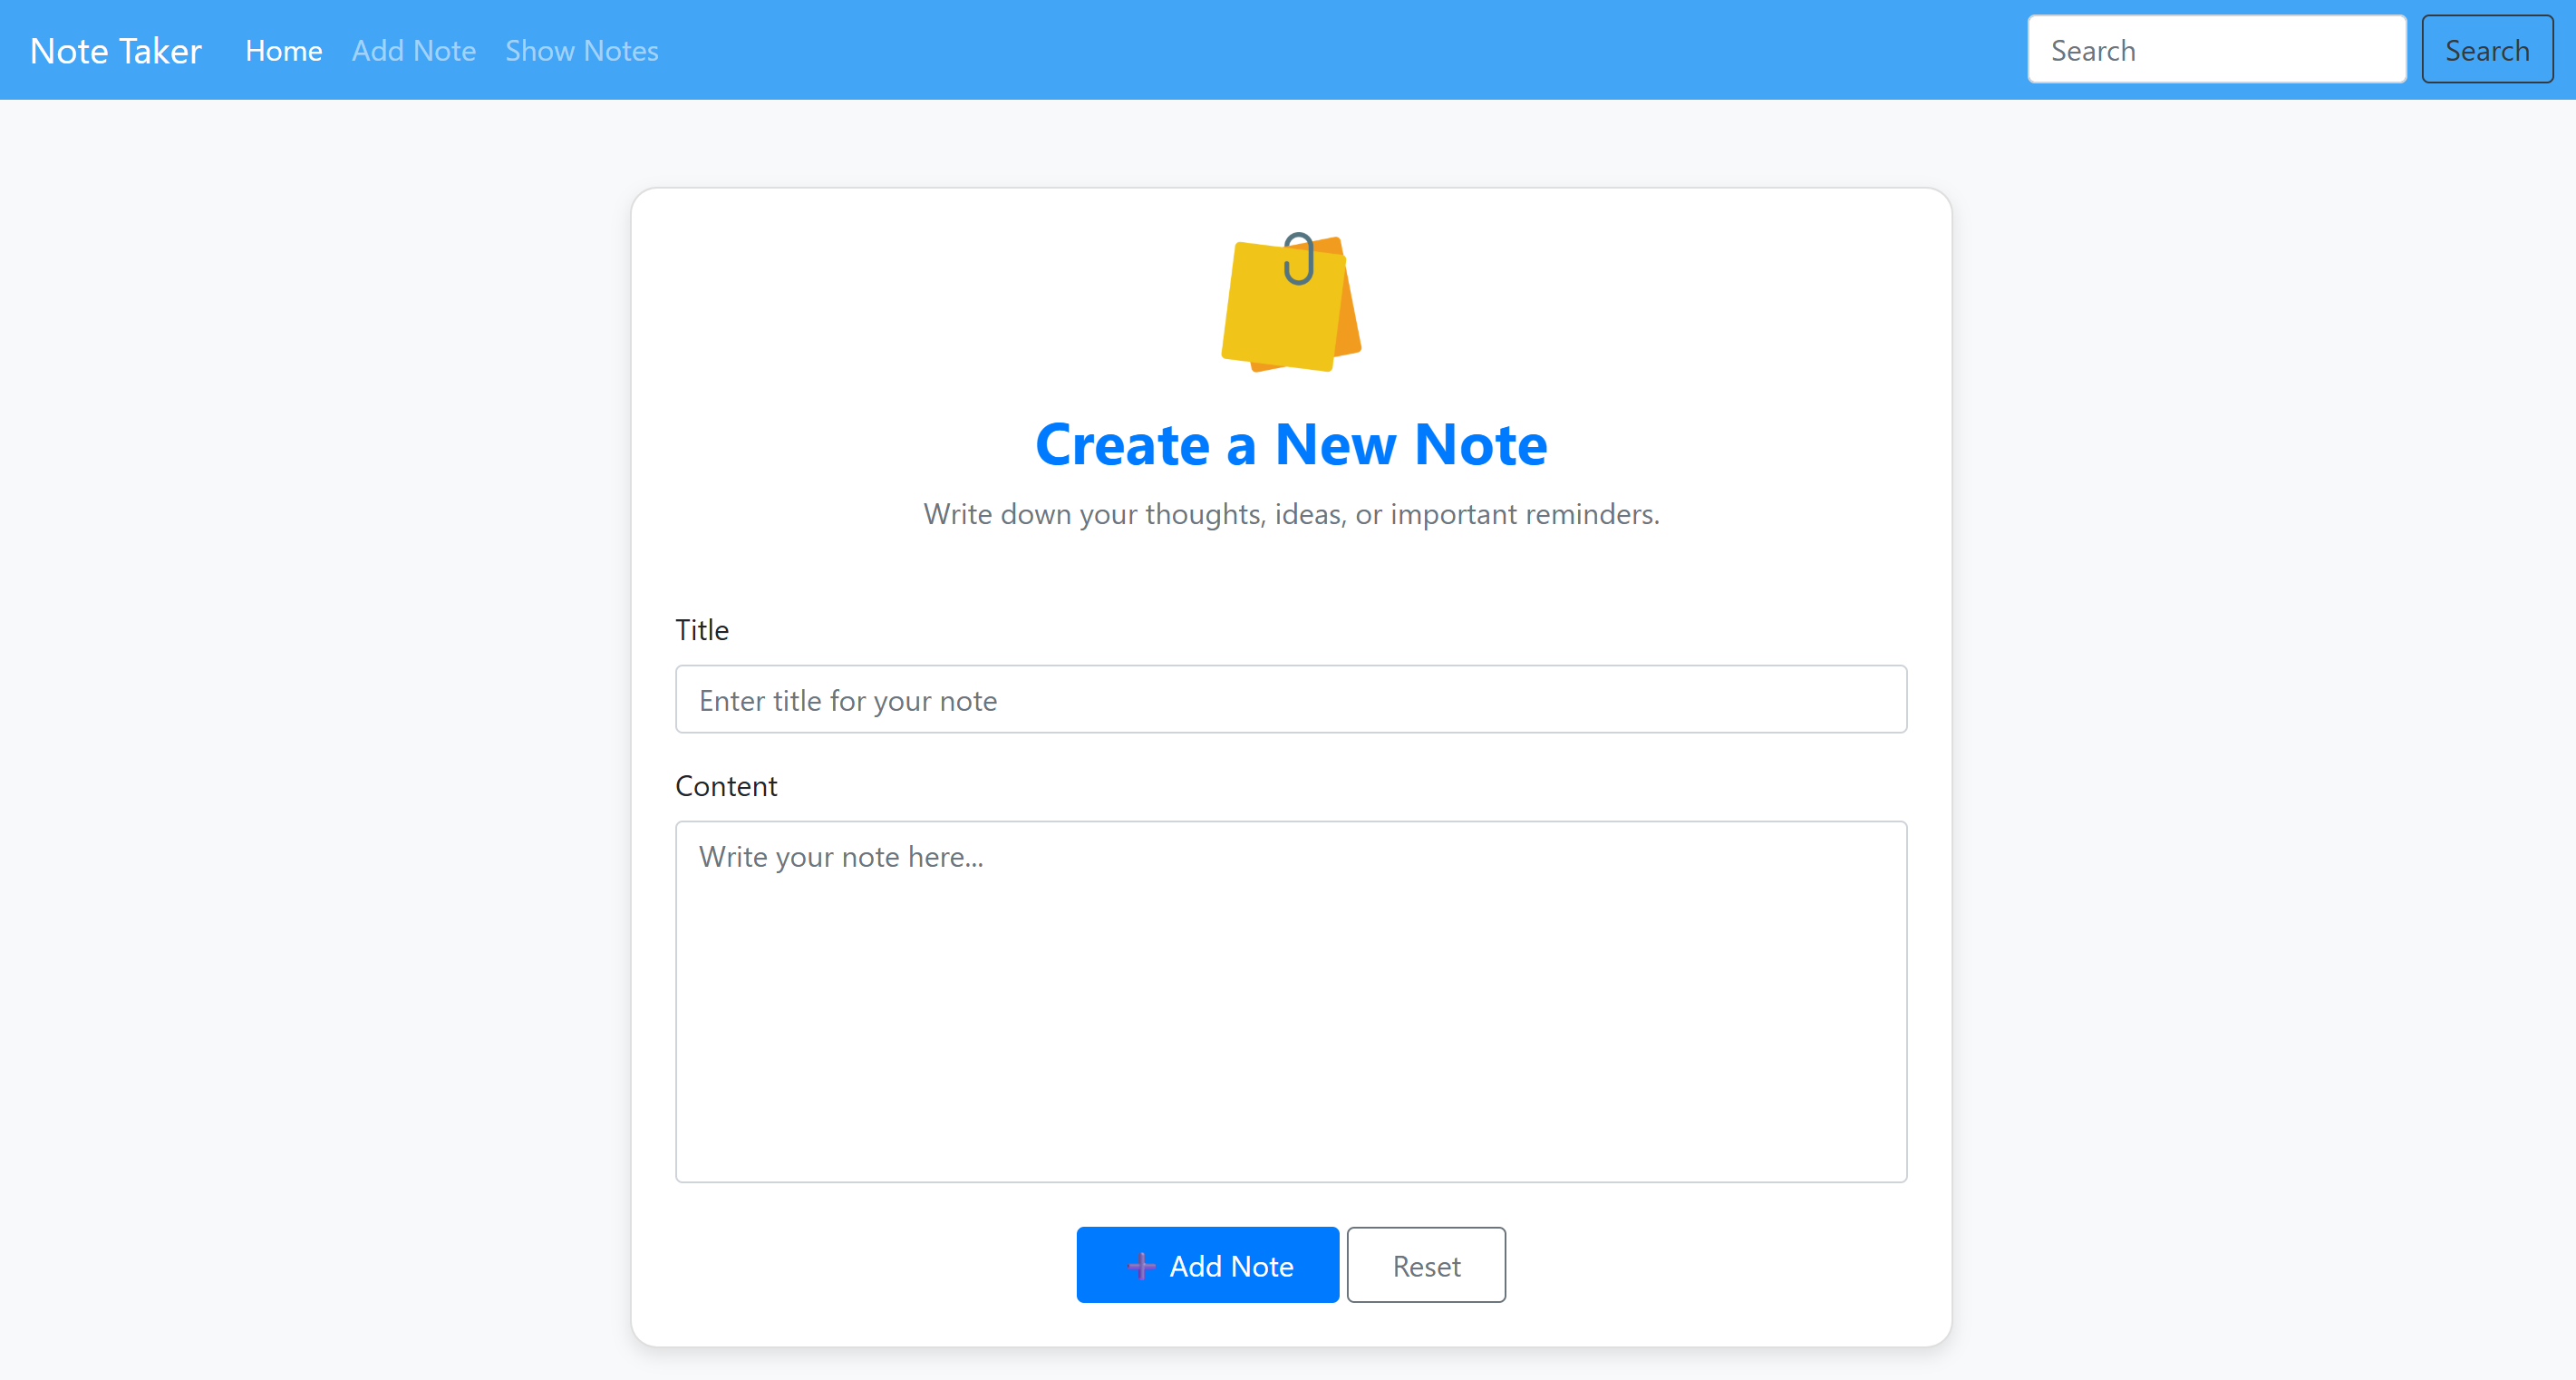 Note Taker Home Add Note Show Notes Search Search
Create a New Note
Write down your thoughts, ideas, or important reminders.
Title
Enter title for your note
Content
Write your note here...
➕ Add Note Reset